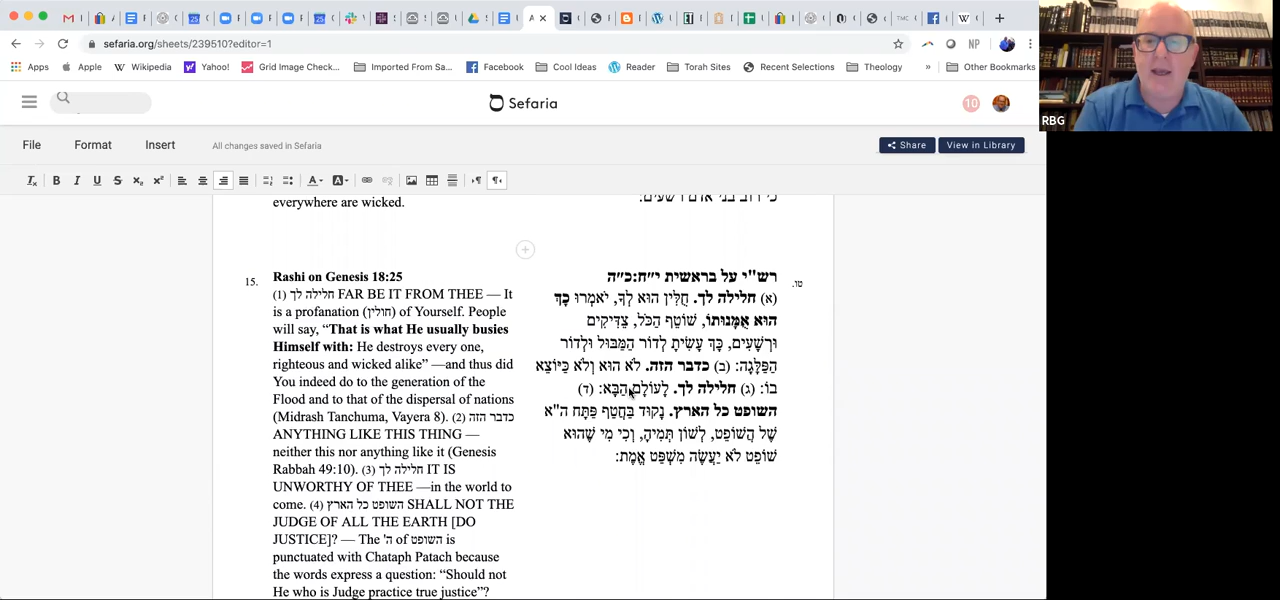 sefaria.org/sheets/239510?editor=1
NP
Apps Apple Wikipedia Yahoo! Grid Image Check... Imported From Sa... Facebook Cool Ideas Reader Torah Sites Recent Selections Theology » Other Bookmarks
RBG
Sefaria
10
File Format Insert All changes saved in Sefaria
Share View in Library
everywhere are wicked.
כי רוב בני אדם רשעים:
15. Rashi on Genesis 18:25
(1) חלילה לך FAR BE IT FROM THEE — It
is a profanation (חולין) of Yourself. People
will say, “That is what He usually busies
Himself with: He destroys every one,
righteous and wicked alike” —and thus did
You indeed do to the generation of the
Flood and to that of the dispersal of nations
(Midrash Tanchuma, Vayera 8). (2) כדבר הזה
ANYTHING LIKE THIS THING —
neither this nor anything like it (Genesis
Rabbah 49:10). (3) חלילה לך IT IS
UNWORTHY OF THEE —in the world to
come. (4) השופט כל הארץ SHALL NOT THE
JUDGE OF ALL THE EARTH [DO
JUSTICE]? — The 'ה of השופט is
punctuated with Chataph Patach because
the words express a question: “Should not
He who is Judge practice true justice”?
טו.
רש"י על בראשית י״ח:כ״ה
(א) חלילה לך. חֻלִּין הוּא לְךָ, יֹאמְרוּ כָּךְ
הוּא אֻמָּנוּתוֹ, שׁוֹטֵף הַכֹּל, צַדִּיקִים
וּרְשָׁעִים, כָּךְ עָשִׂיתָ לְדוֹר הַמַּבּוּל וּלְדוֹר
הַפַּלָּגָה: (ב) כדבר הזה. לֹא הוּא וְלֹא כַּיּוֹצֵא
בוֹ: (ג) חלילה לך. לָעוֹלָם הַבָּא: (ד)
השופט כל הארץ. נָקוּד בַּחֲטַף פַּתָּח ה"א
שֶׁל הֲשׁוֹפֵט, לְשׁוֹן תְּמִיהָ, וְכִי מִי שֶׁהוּא
שׁוֹפֵט לֹא יַעֲשֶׂה מִשְׁפַּט אֱמֶת: